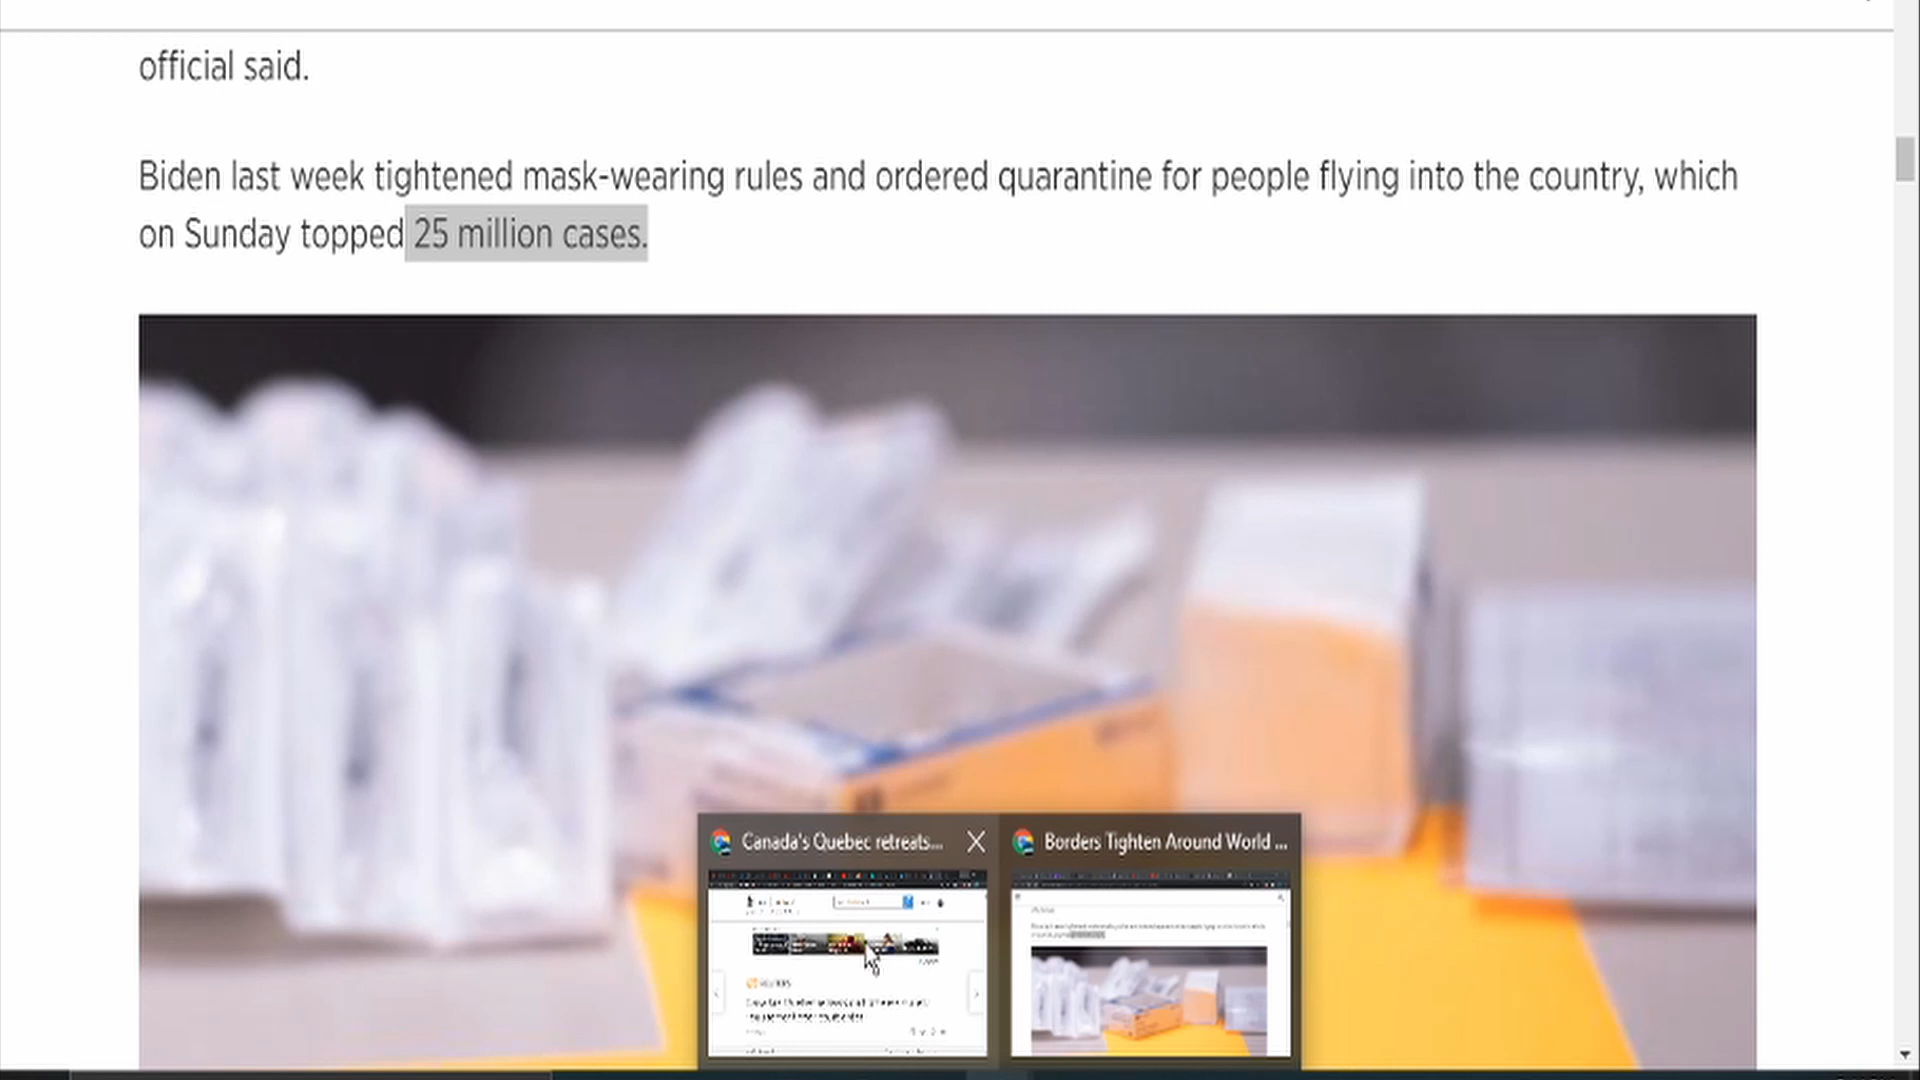 official said.
Biden last week tightened mask-wearing rules and ordered quarantine for people flying into the country, which
on Sunday topped 25 million cases.
Canada's Quebec retreats...
Borders Tighten Around World ...
REUTERS